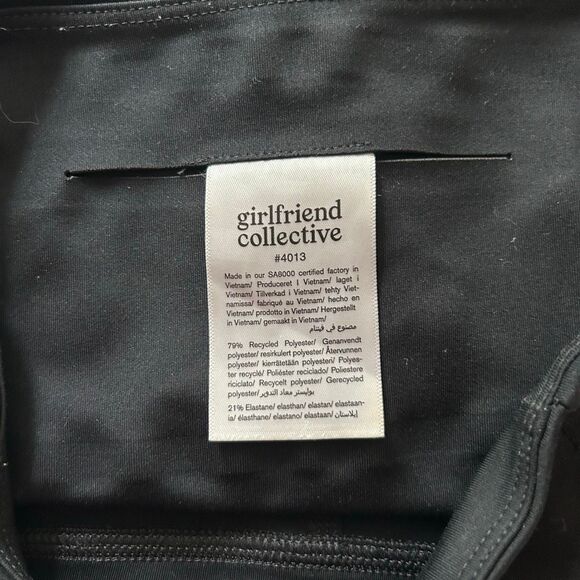 girlfriend
collective
#4013
Made in our SA8000 certified factory in
Vietnam/ Produceret I Vietnam/ laget i
Vietnam/ Tillverkad i Vietnam/ tehty Viet-
namissa/ fabriqué au Vietnam/ hecho en
Vietnam/ prodotto in Vietnam/ Hergestellt
in Vietnam/ gemaakt in Vietnam/
مصنوع في فيتنام
79% Recycled Polyester/ Genanvendt
polyester/ resirkulert polyester/ Återvunnen
polyester/ kierrätetään polyesteri/ Polyes-
ter recyclé/ Poliéster reciclado/ Poliestere
riciclato/ Recycelt polyester/ Gerecycled
polyester/ بوليستر معاد التدوير
21% Elastane/ elasthan/ elastan/ elastaan-
ia/ élasthane/ elastano/ elastan/ elastaan/ إيلاستان